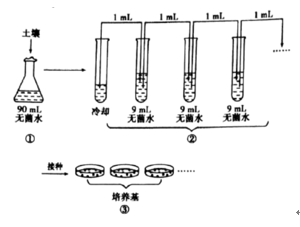 土壤
1 mL 1 mL 1 mL 1 mL
90 mL 无菌水
冷却
9 mL 无菌水
9 mL 无菌水
9 mL 无菌水
……
①
②
接种
……
培养基
③